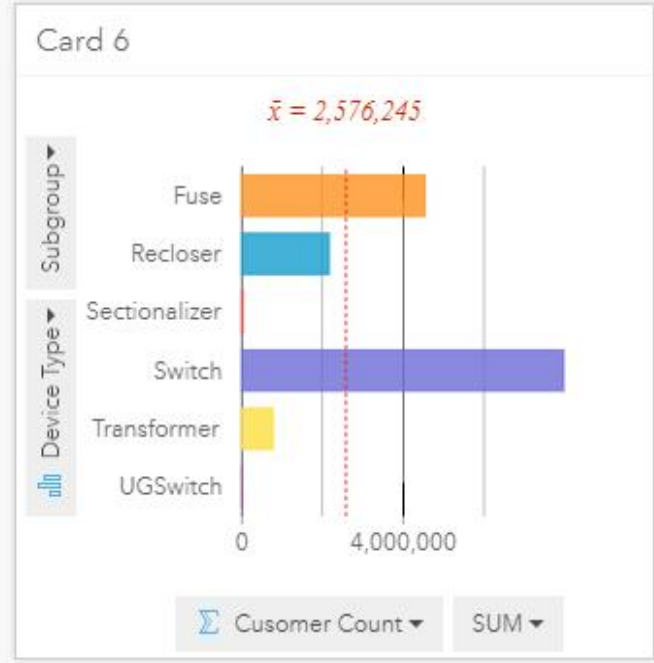 Card 6
x̄ = 2,576,245
Subgroup
Device Type
Fuse
Recloser
Sectionalizer
Switch
Transformer
UGSwitch
0 4,000,000
Σ Cusomer Count SUM